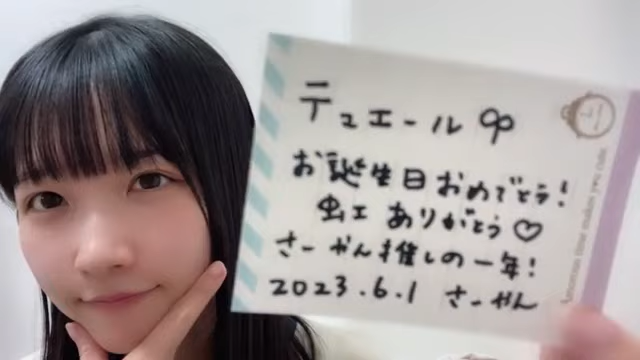 テュエール
お誕生日おめでとう!
虹 ありがとう♡
さーやん推しの一年!
2023.6.1 さーやん